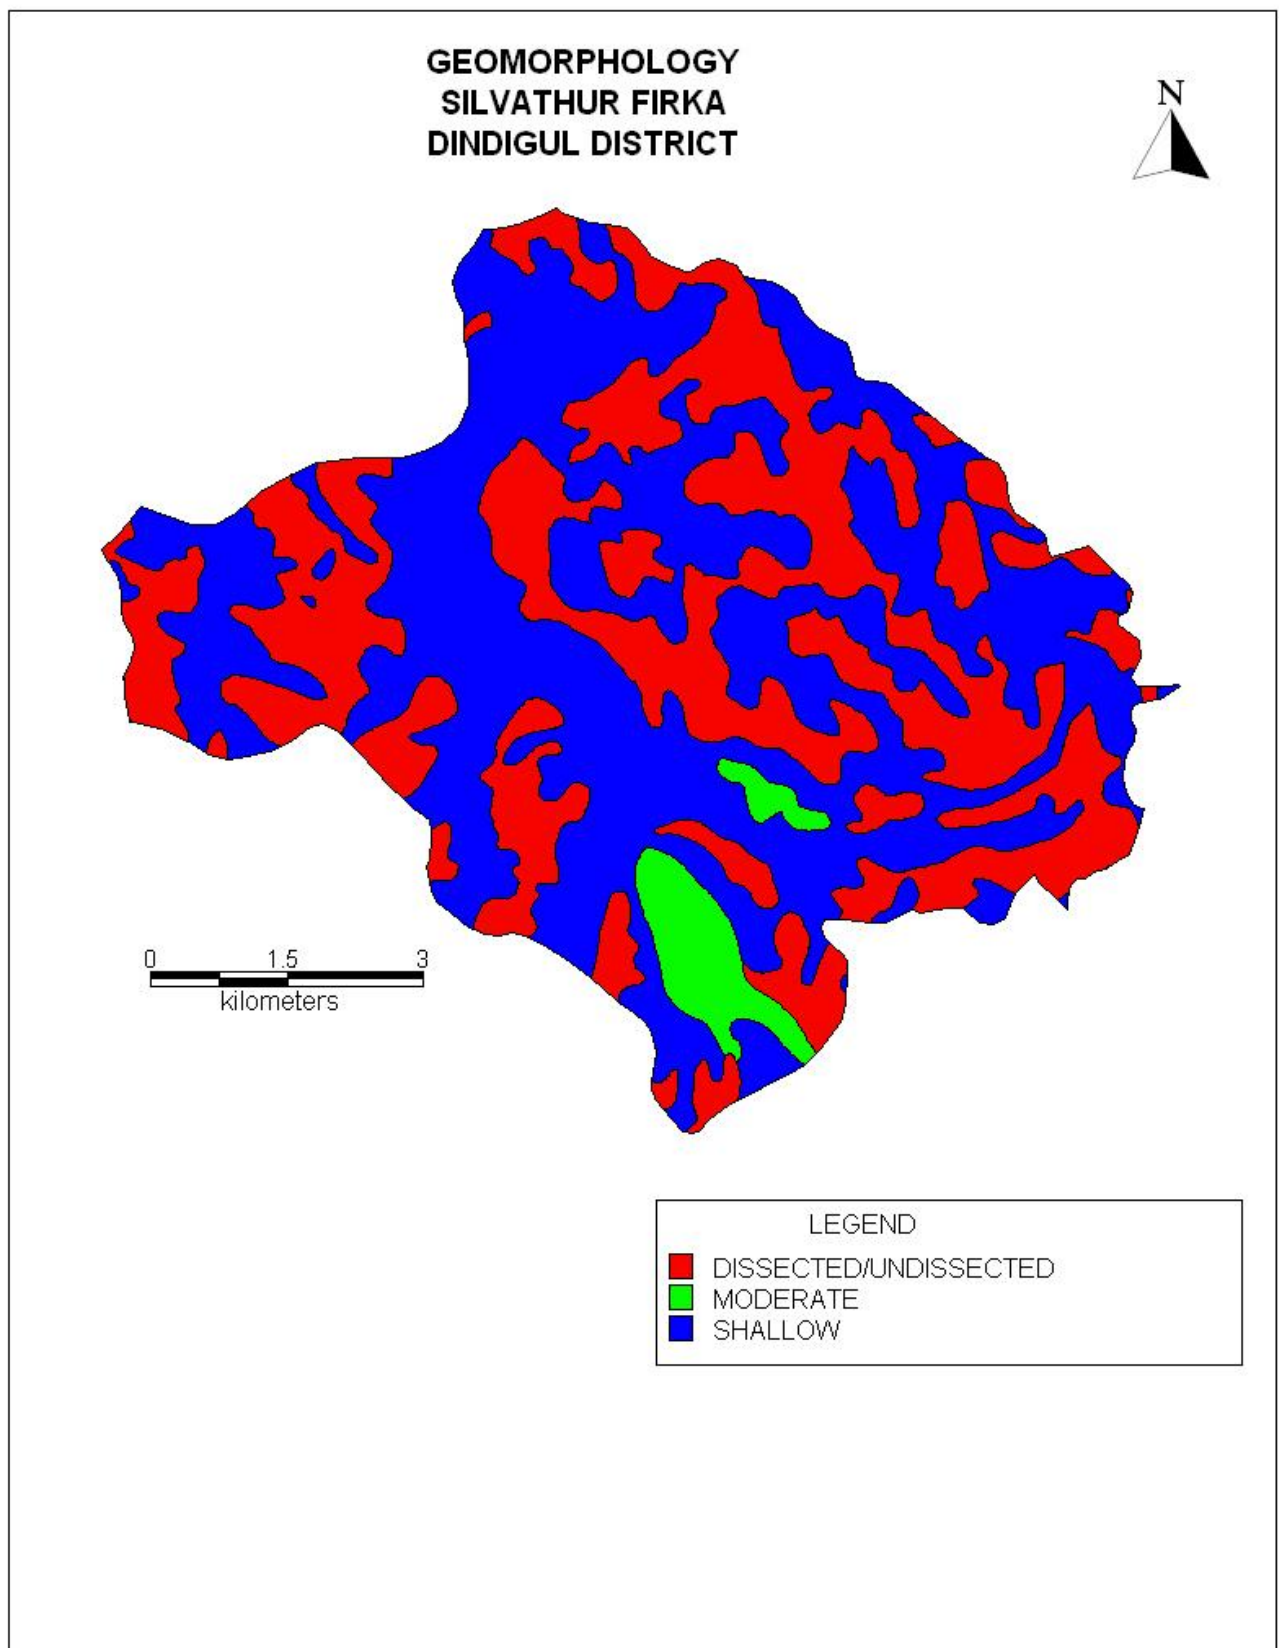 GEOMORPHOLOGY
SILVATHUR FIRKA
DINDIGUL DISTRICT
N
0 1.5 3
kilometers
LEGEND
DISSECTED/UNDISSECTED
MODERATE
SHALLOW